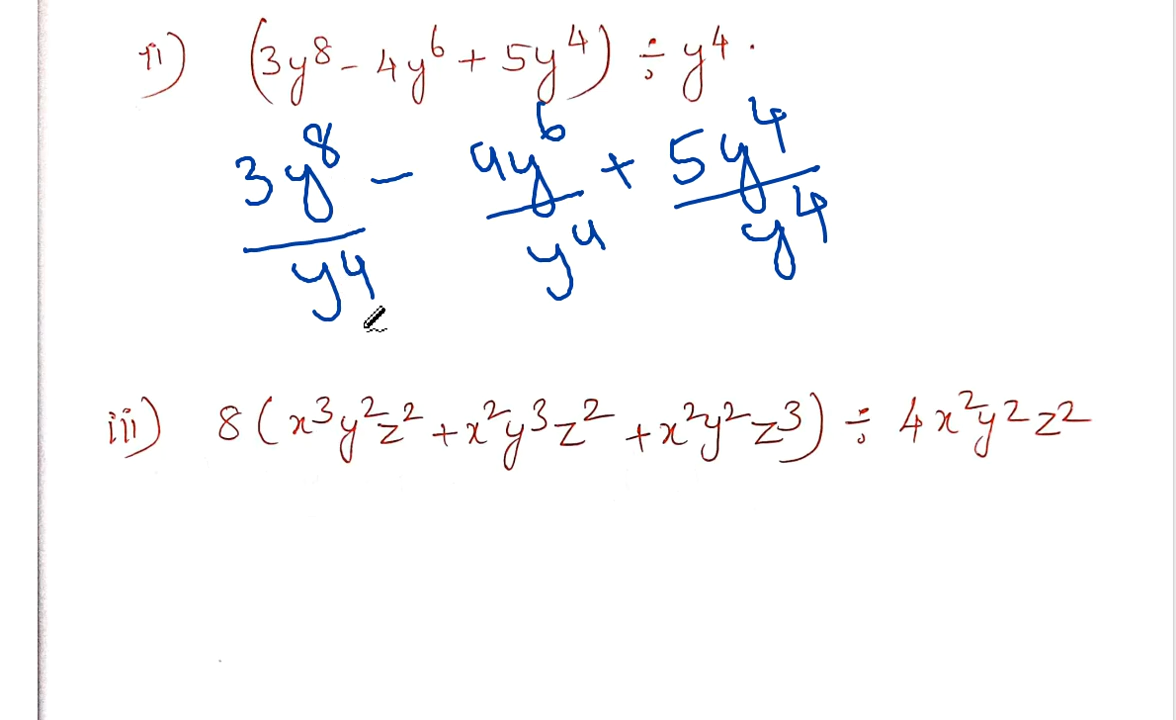 ii) (3y⁸ - 4y⁶ + 5y⁴) ÷ y⁴.
3y⁸/y⁴ - 4y⁶/y⁴ + 5y⁴/y⁴
iii) 8(x³y²z² + x²y³z² + x²y²z³) ÷ 4x²y²z²